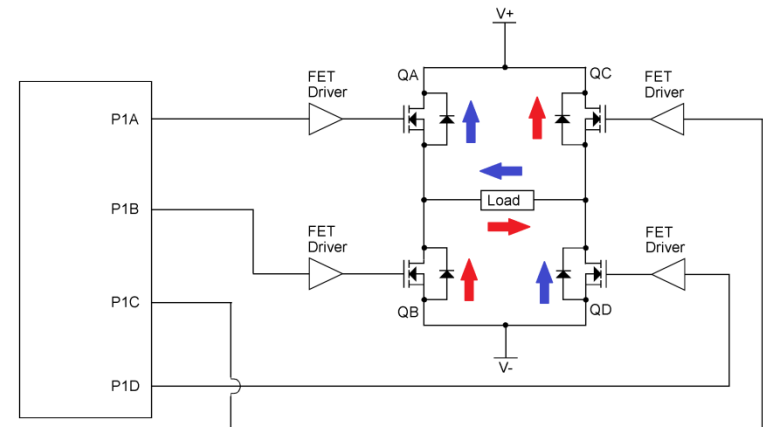 V+
QA
QC
FET
Driver
FET
Driver
P1A
Load
P1B
FET
Driver
FET
Driver
P1C
QB
QD
V-
P1D